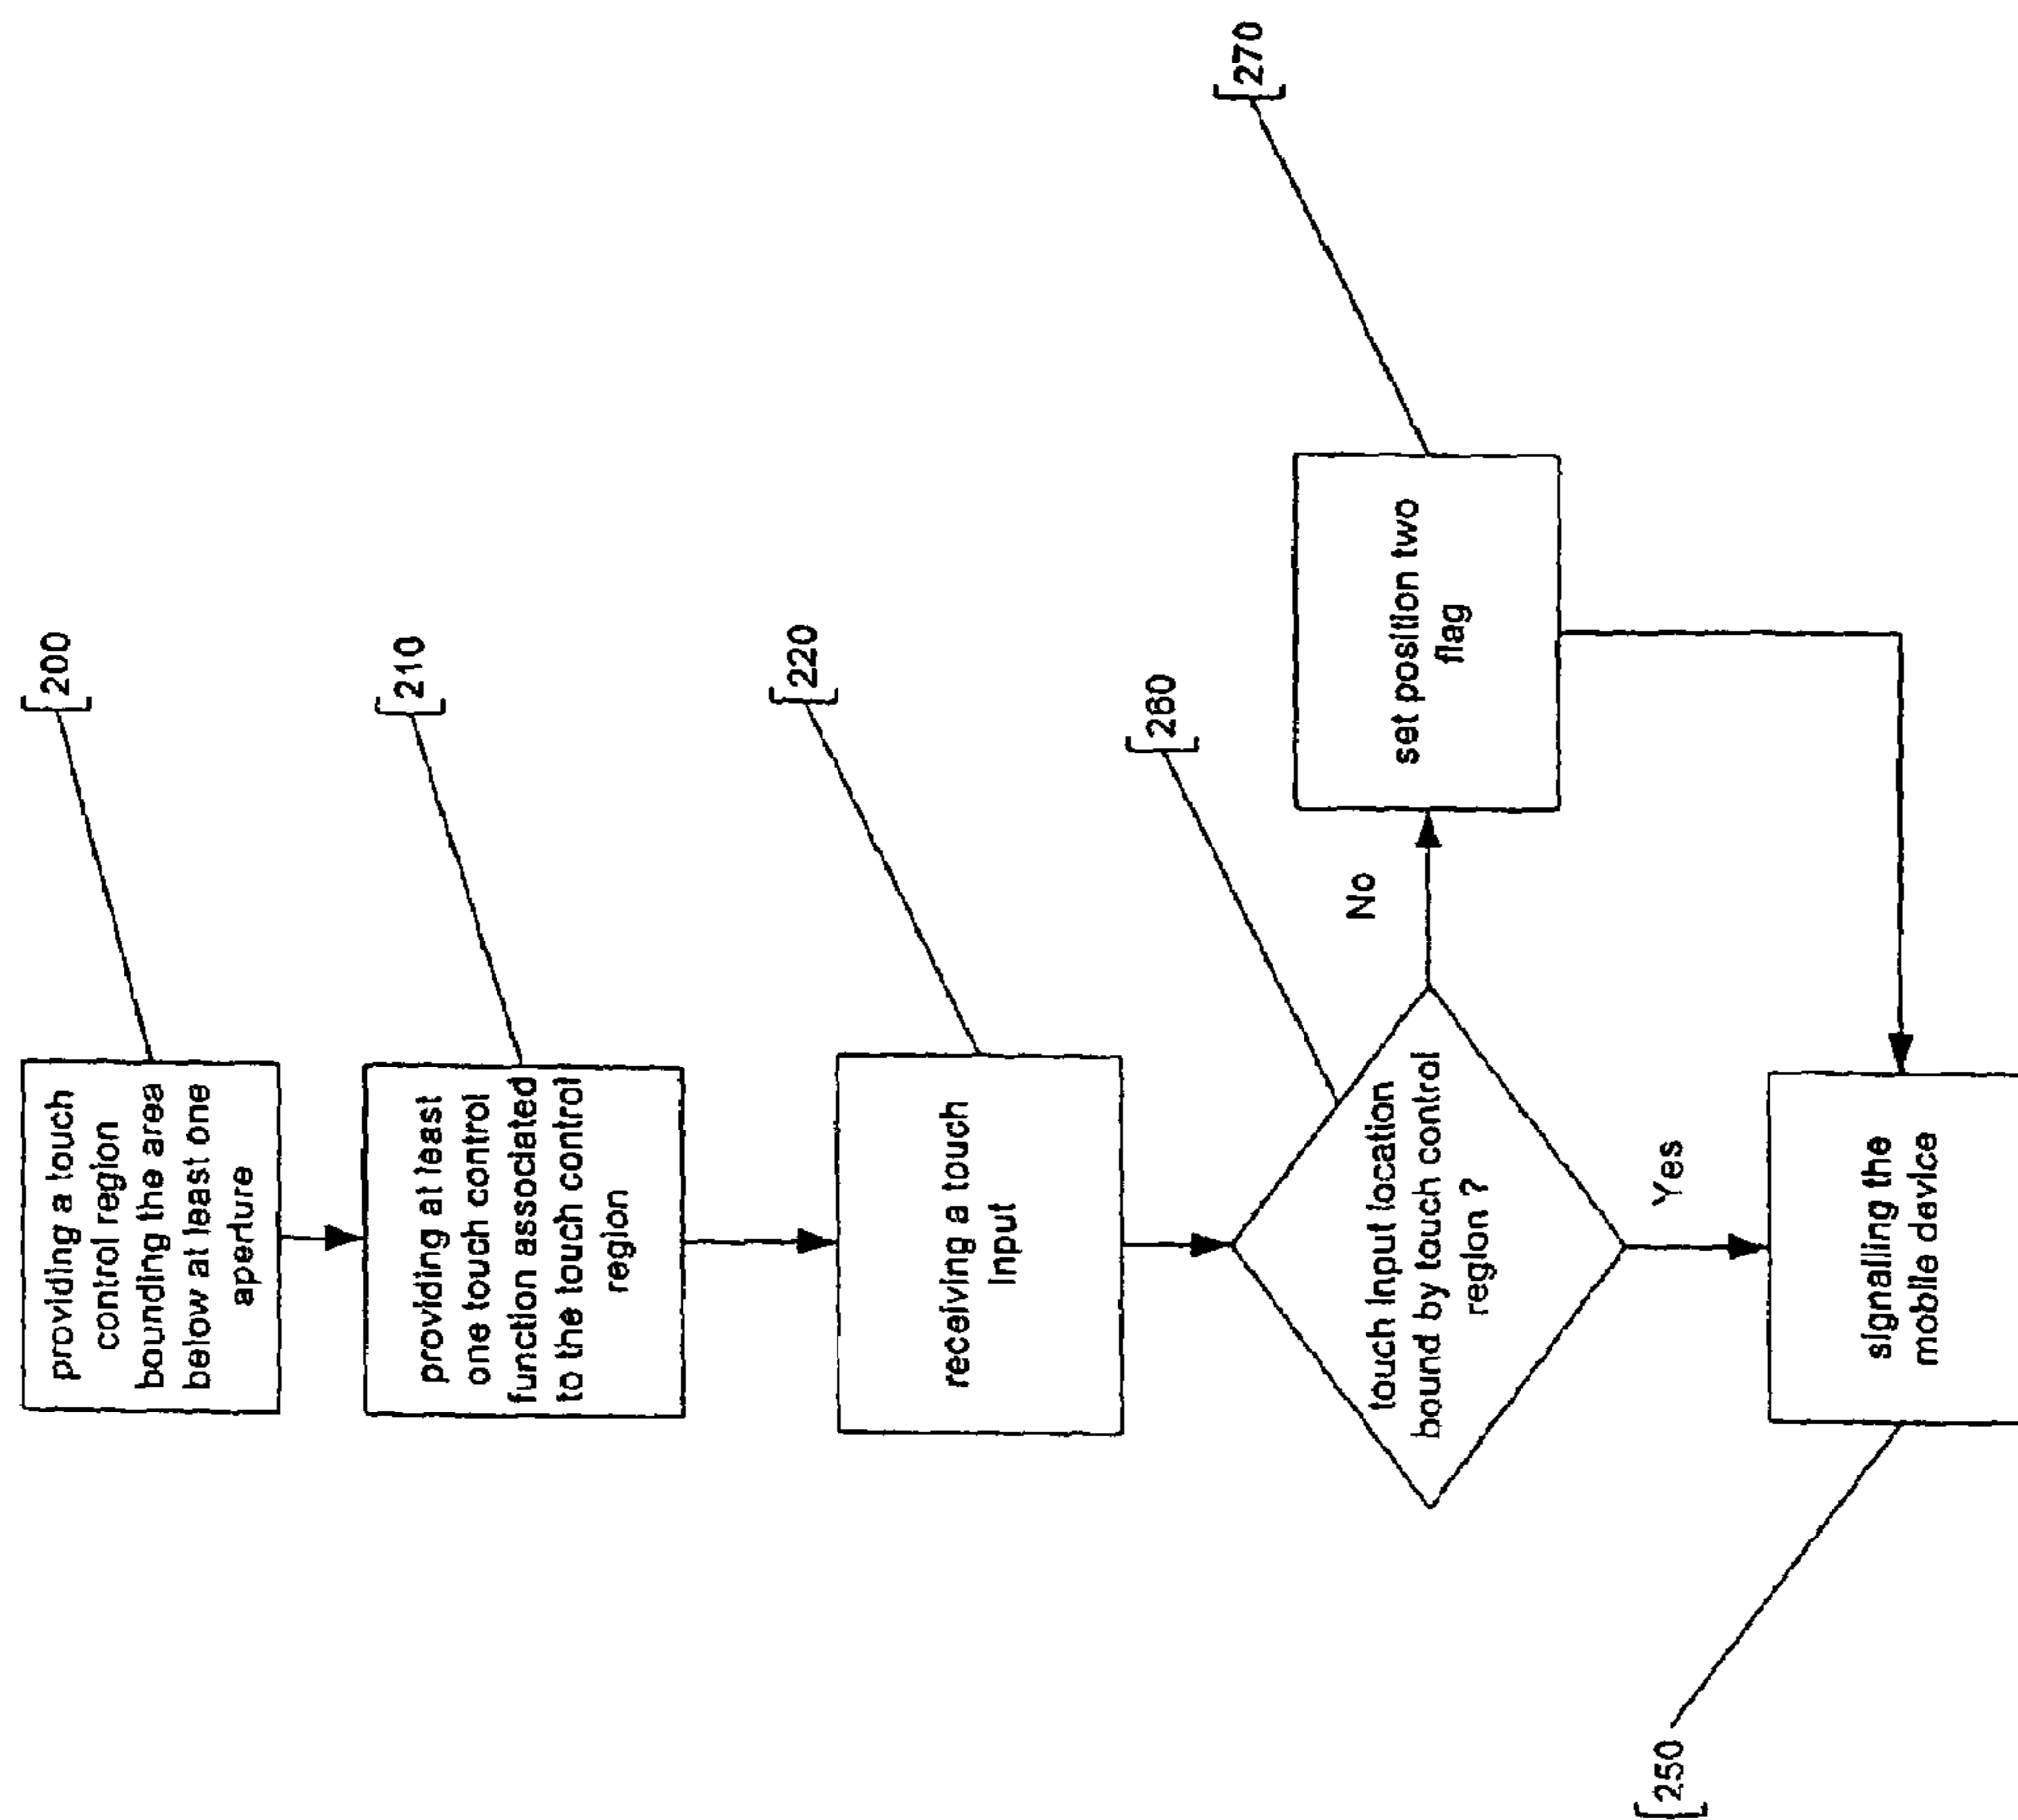 providing a touch
control region
bounding the area
below at least one
aperture
[200
providing at least
one touch control
function associated
to the touch control
region
[210
receiving a touch
input
[220
touch input location
bound by touch control
region ?
[260
No
set position two
flag
[270
Yes
signalling the
mobile device
[250